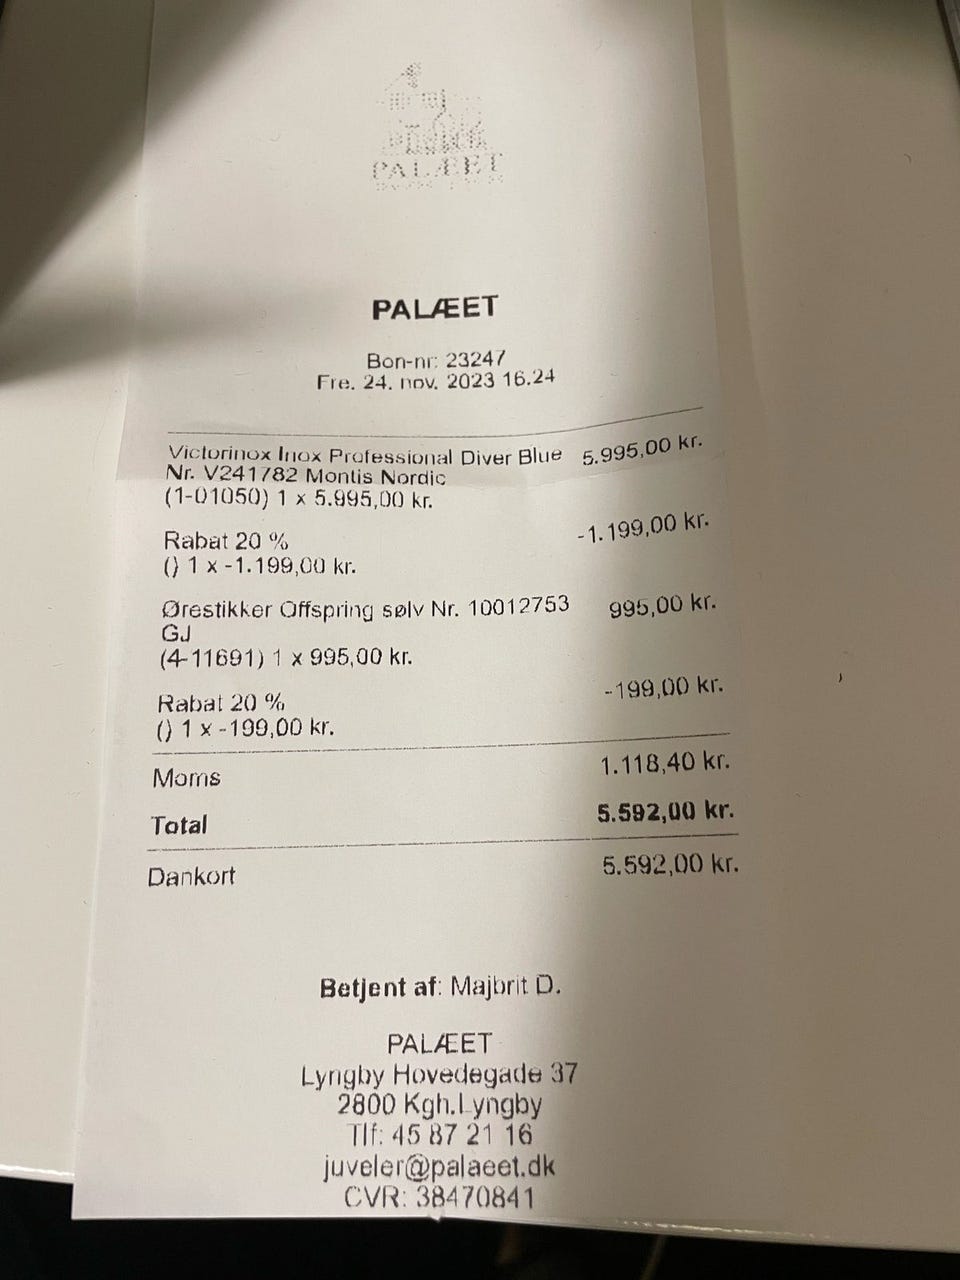 PALÆET
PALÆET
Bon-nr: 23247
Fre. 24. nov. 2023 16.24
Victorinox Inox Professional Diver Blue 5.995,00 kr.
Nr. V241782 Montis Nordic
(1-01050) 1 x 5.995,00 kr.
Rabat 20 % -1.199,00 kr.
() 1 x -1.199,00 kr.
Ørestikker Offspring sølv Nr. 10012753 995,00 kr.
GJ
(4-11691) 1 x 995,00 kr.
Rabat 20 % -199,00 kr.
() 1 x -199,00 kr.
Moms 1.118,40 kr.
Total 5.592,00 kr.
Dankort 5.592,00 kr.
Betjent af: Majbrit D.
PALÆET
Lyngby Hovedegade 37
2800 Kgh.Lyngby
Tlf: 45 87 21 16
juveler@palaeet.dk
CVR: 38470841